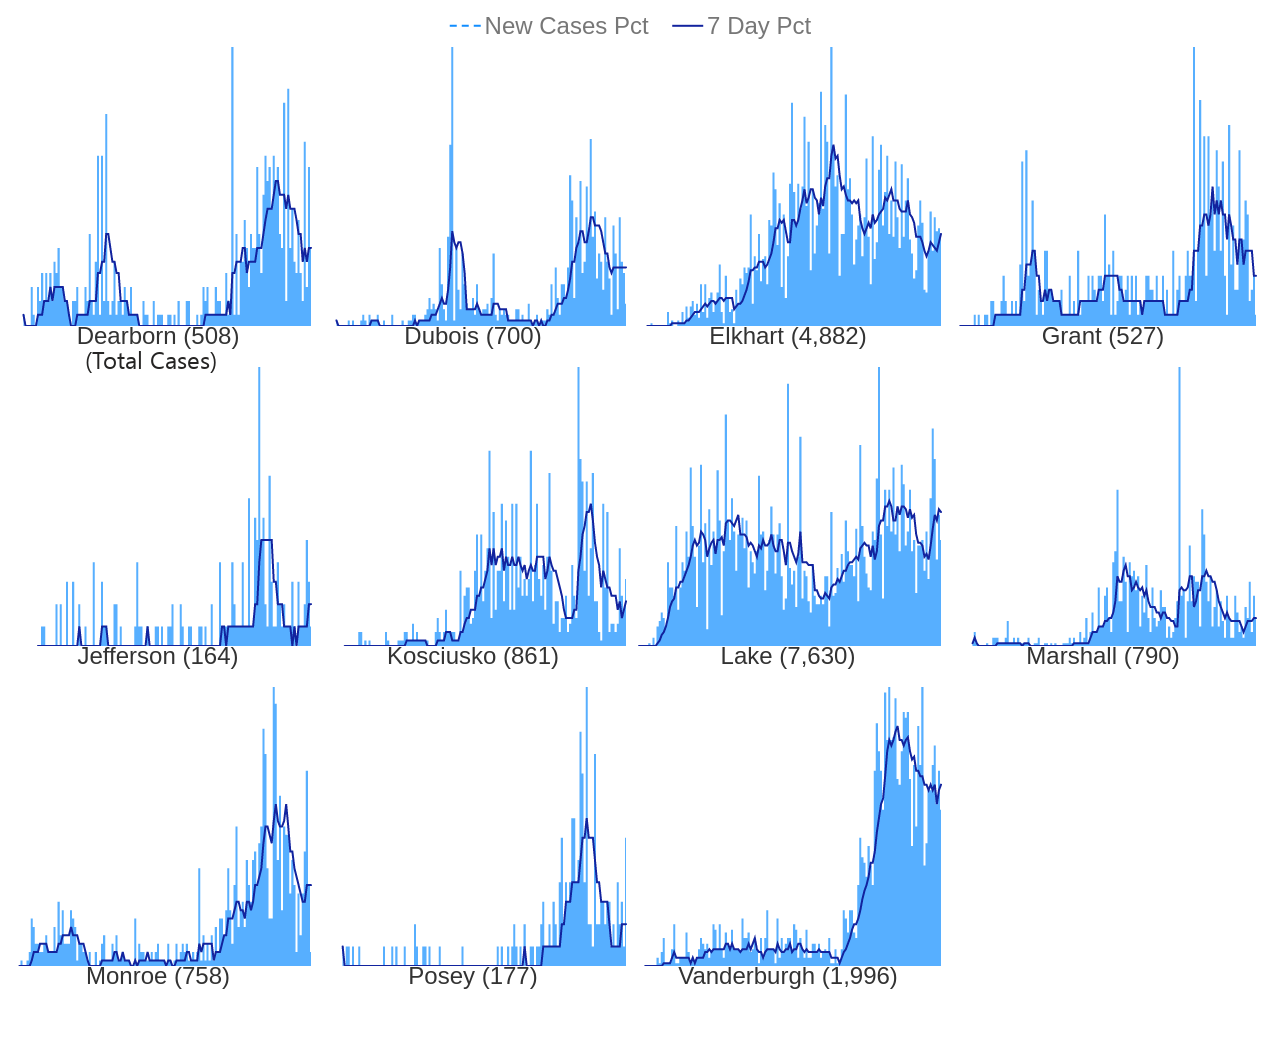 New Cases Pct 7 Day Pct
Dearborn (508) Dubois (700) Elkhart (4,882) Grant (527)
(Total Cases)
Jefferson (164) Kosciusko (861) Lake (7,630) Marshall (790)
Monroe (758) Posey (177) Vanderburgh (1,996)